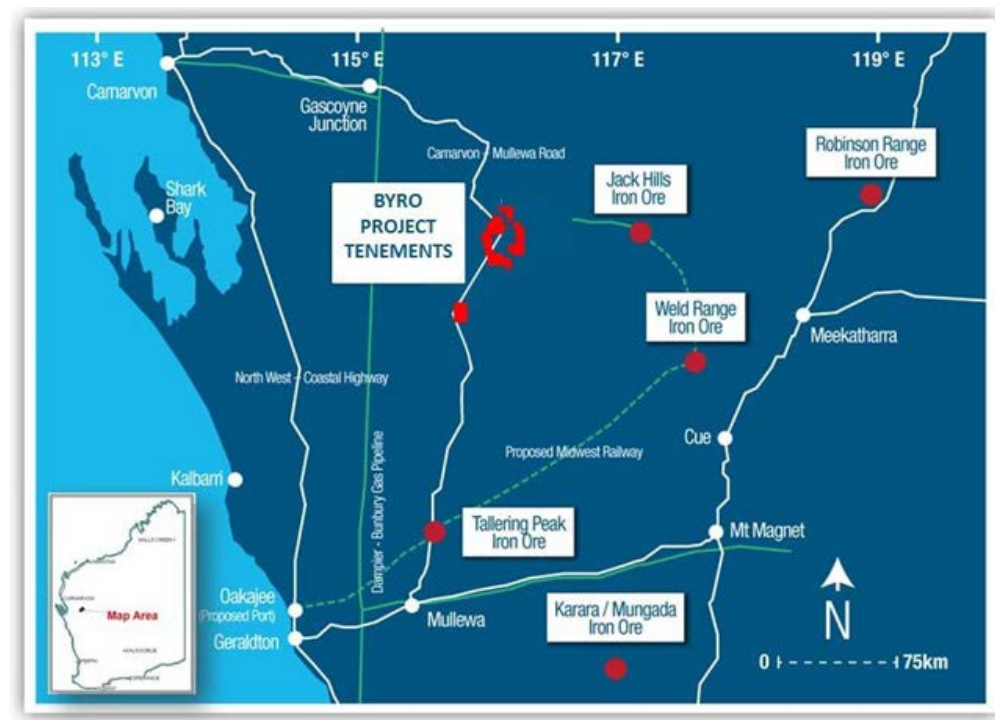 113° E
115° E
117° E
119° E
Carnarvon
Gascoyne
Junction
Carnarvon - Mullewa Road
Robinson Range
Iron Ore
Jack Hills
Iron Ore
Shark
Bay
BYRO
PROJECT
TENEMENTS
Weld Range
Iron Ore
Meekatharra
North West - Coastal Highway
Cue
Proposed Midwest Railway
Kalbarri
Dampier - Bunbury Gas Pipeline
Tallering Peak
Iron Ore
Mt Magnet
Oakajee
(Proposed Port)
Geraldton
Mullewa
Karara / Mungada
Iron Ore
N
0
75km
CARNARVON
Map Area
PERTH
ESPERANCE